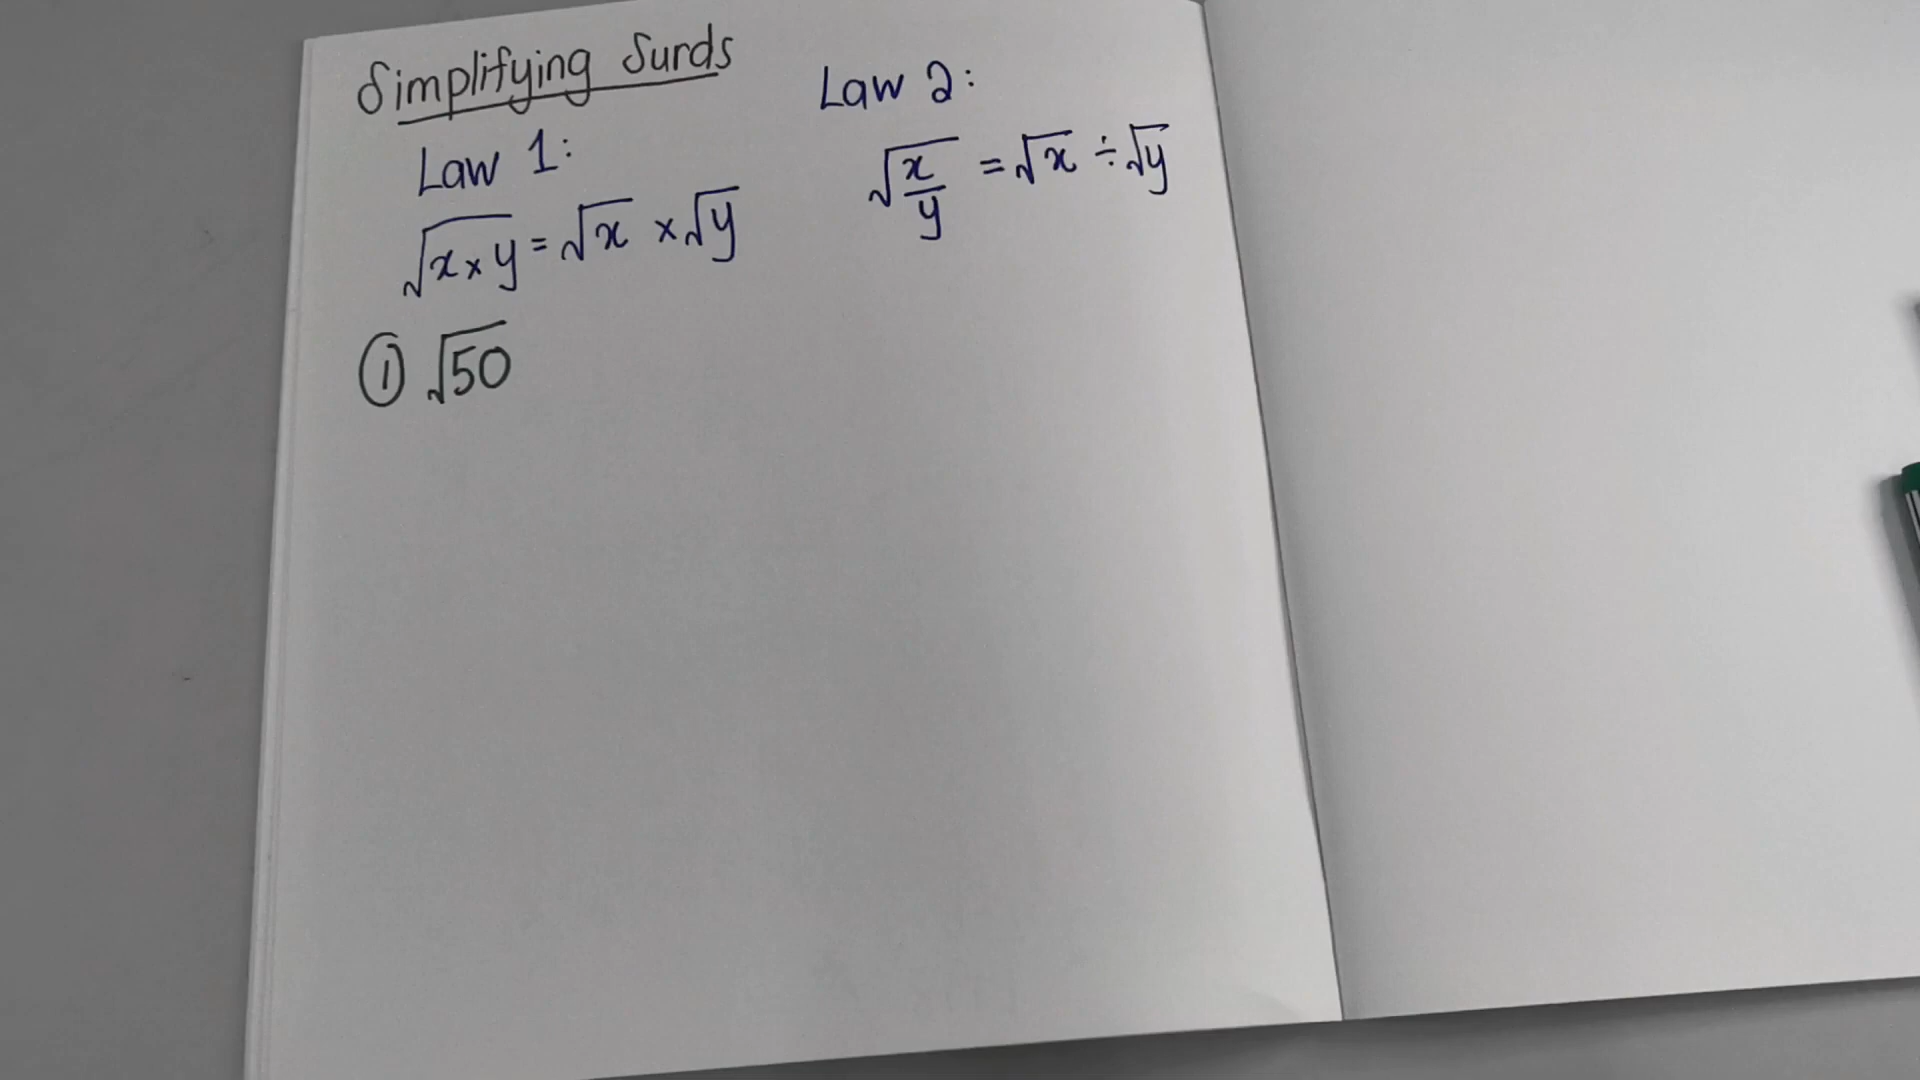 Simplifying Surds
Law 1:
√x×y = √x × √y
Law 2:
√x/y = √x ÷ √y
① √50